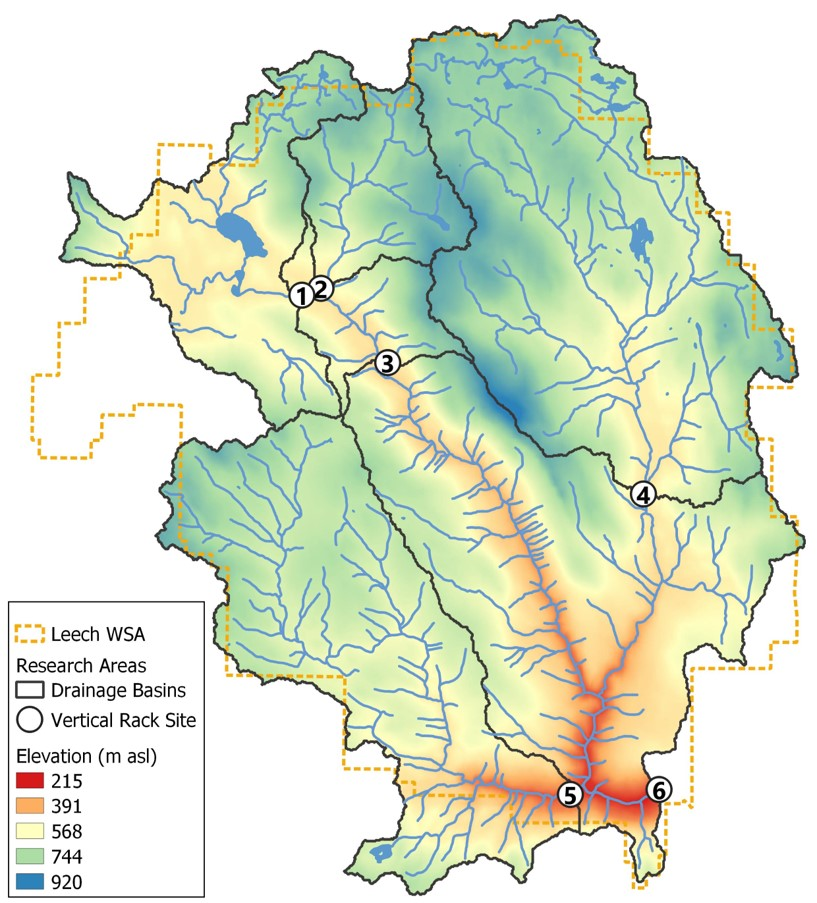 1
2
3
4
5
6
Leech WSA
Research Areas
Drainage Basins
Vertical Rack Site
Elevation (m asl)
215
391
568
744
920